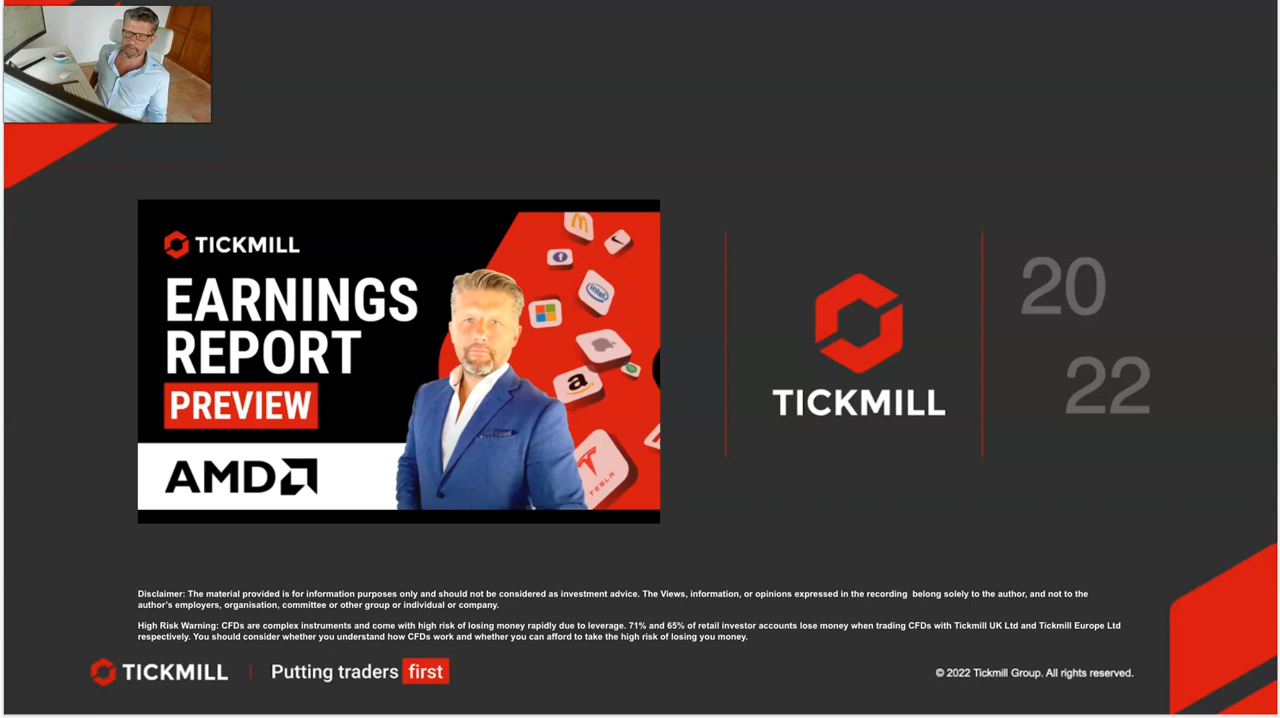 TICKMILL
EARNINGS
REPORT
PREVIEW
AMD
intel
a
TESLA
TICKMILL
20
22
Disclaimer: The material provided is for information purposes only and should not be considered as investment advice. The Views, information, or opinions expressed in the recording  belong solely to the author, and not to the
author's employers, organisation, committee or other group or individual or company.
High Risk Warning: CFDs are complex instruments and come with high risk of losing money rapidly due to leverage. 71% and 65% of retail investor accounts lose money when trading CFDs with Tickmill UK Ltd and Tickmill Europe Ltd
respectively. You should consider whether you understand how CFDs work and whether you can afford to take the high risk of losing you money.
TICKMILL | Putting traders first
© 2022 Tickmill Group. All rights reserved.